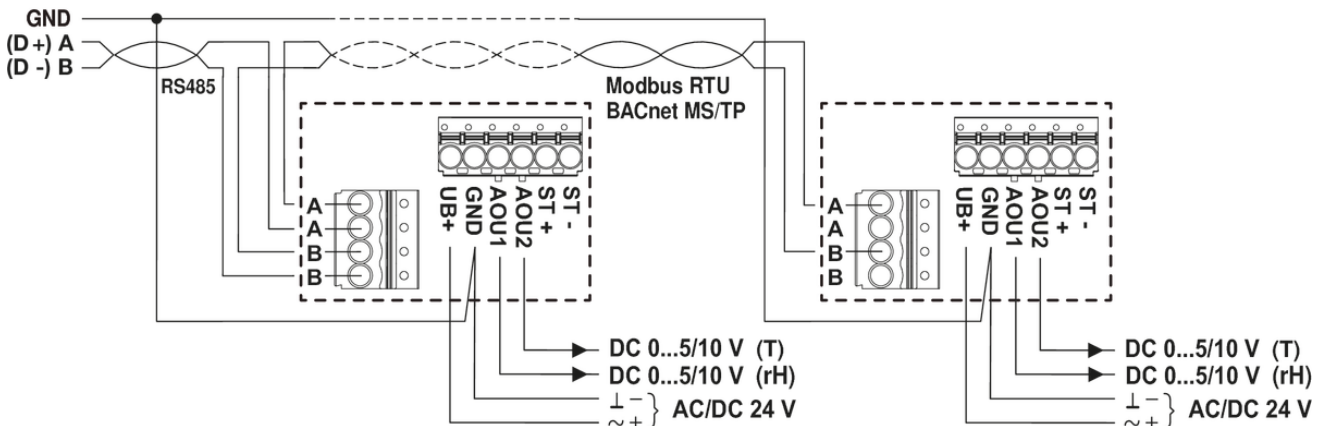 GND
(D +) A
(D -) B
RS485
Modbus RTU
BACnet MS/TP
UB+
GND
AOU1
AOU2
ST +
ST -
A
A
B
B
DC 0...5/10 V (T)
DC 0...5/10 V (rH)
⊥ −
~ +
} AC/DC 24 V
UB+
GND
AOU1
AOU2
ST +
ST -
A
A
B
B
DC 0...5/10 V (T)
DC 0...5/10 V (rH)
⊥ −
~ +
} AC/DC 24 V